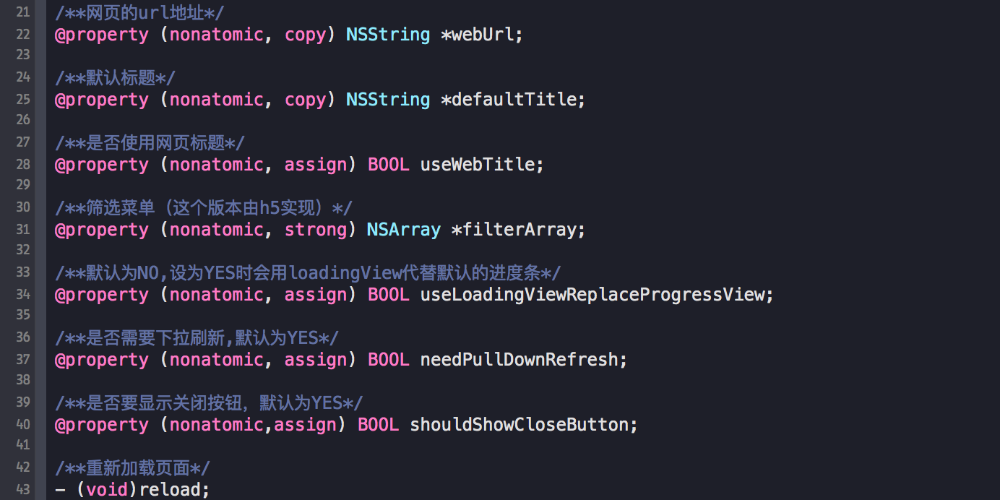 21 /**网页的url地址*/
22 @property (nonatomic, copy) NSString *webUrl;
23
24 /**默认标题*/
25 @property (nonatomic, copy) NSString *defaultTitle;
26
27 /**是否使用网页标题*/
28 @property (nonatomic, assign) BOOL useWebTitle;
29
30 /**筛选菜单（这个版本由h5实现）*/
31 @property (nonatomic, strong) NSArray *filterArray;
32
33 /**默认为NO,设为YES时会用loadingView代替默认的进度条*/
34 @property (nonatomic, assign) BOOL useLoadingViewReplaceProgressView;
35
36 /**是否需要下拉刷新,默认为YES*/
37 @property (nonatomic, assign) BOOL needPullDownRefresh;
38
39 /**是否要显示关闭按钮，默认为YES*/
40 @property (nonatomic,assign) BOOL shouldShowCloseButton;
41
42 /**重新加载页面*/
43 - (void)reload;